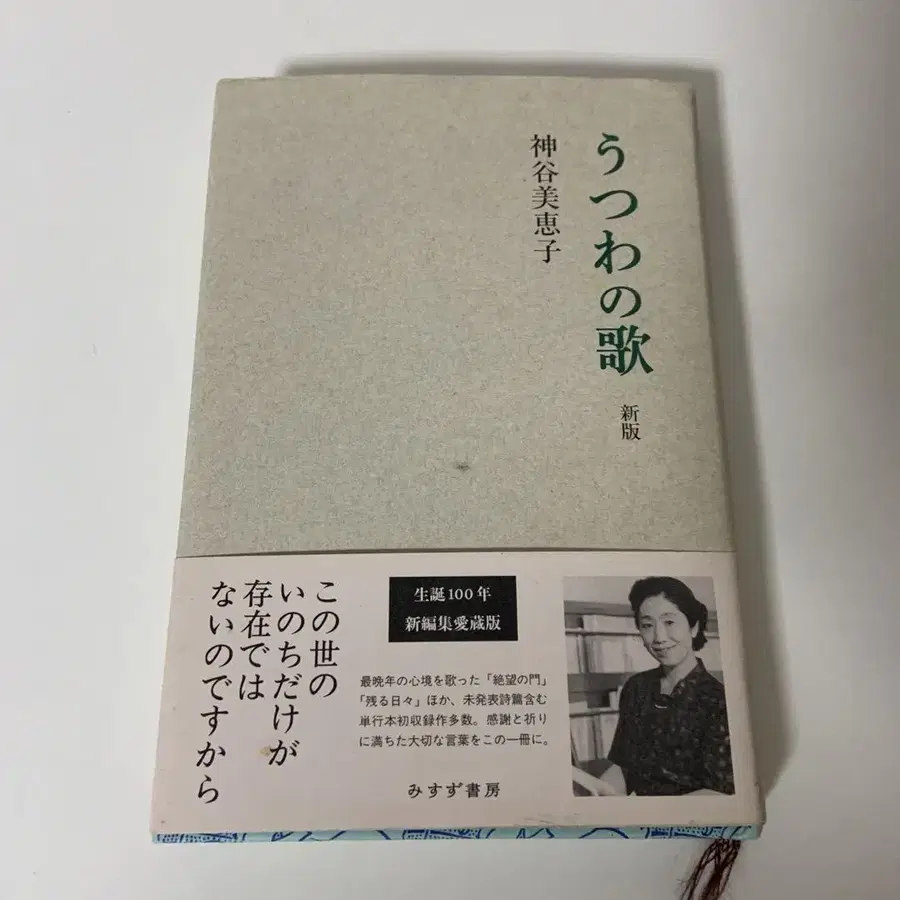 うつわの歌
新版
神谷美恵子
この世の
いのちだけが
存在では
ないのですから
生誕100年
新編集愛蔵版
最晩年の心境を歌った「絶望の門」
「残る日々」ほか、未発表詩篇含む
単行本初収録作多数。感謝と祈り
に満ちた大切な言葉をこの一冊に。
みすず書房